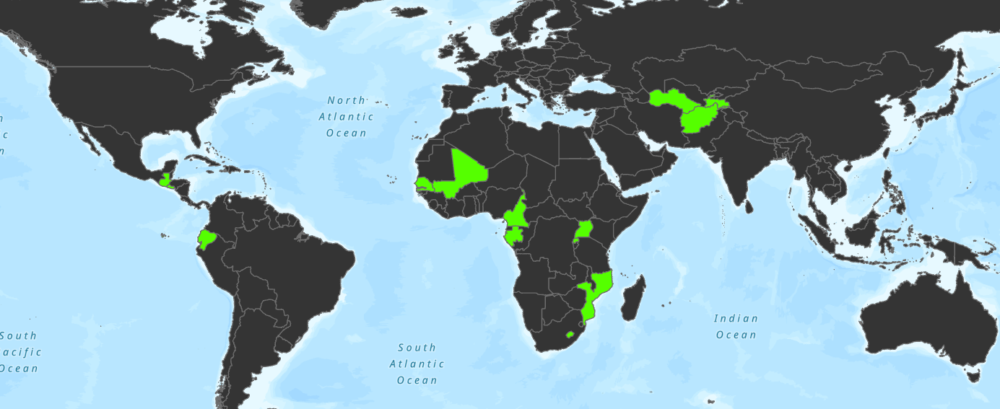 North
Atlantic
Ocean
n
c
n
Indian
Ocean
South
acific
Ocean
South
Atlantic
Ocean